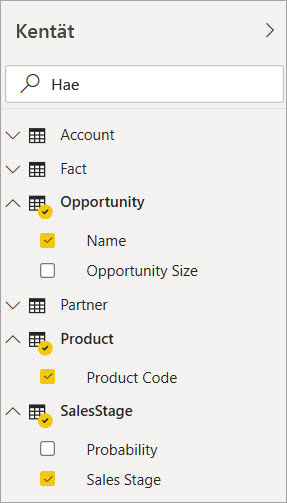 Kentät
Hae
Account
Fact
Opportunity
Name
Opportunity Size
Partner
Product
Product Code
SalesStage
Probability
Sales Stage